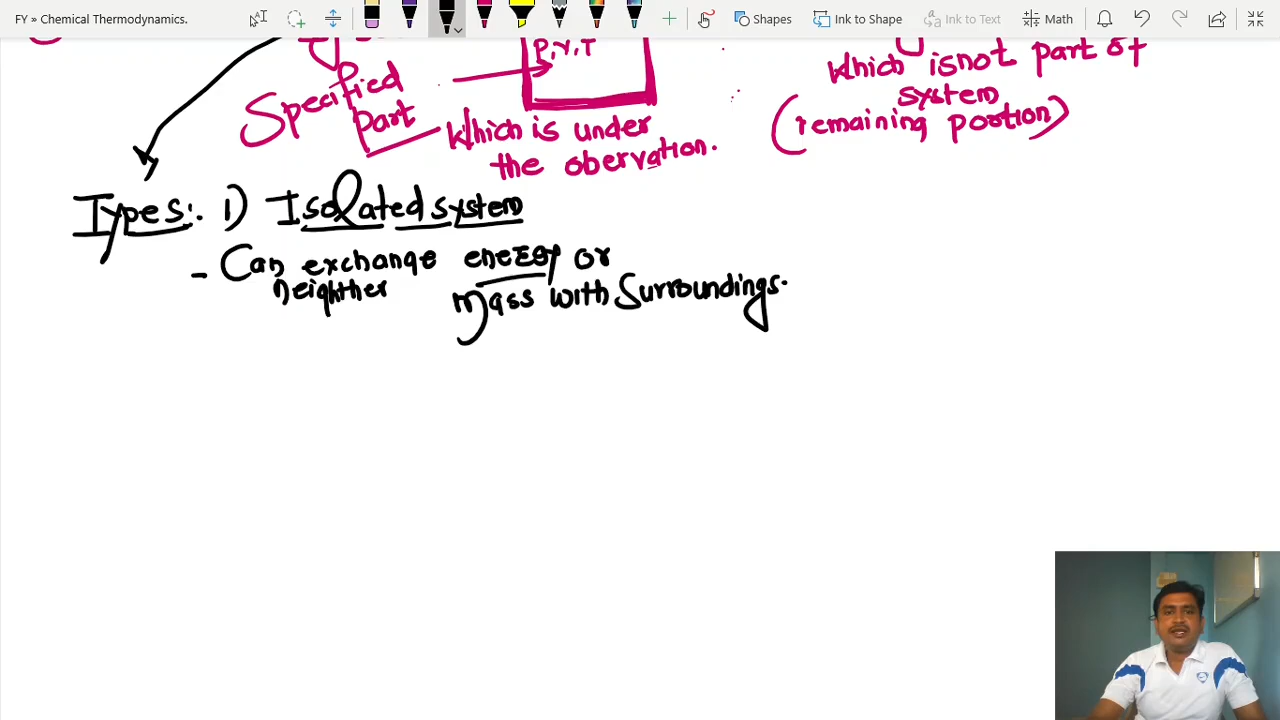 FY » Chemical Thermodynamics.
Shapes
Ink to Shape
Ink to Text
Math
P, V, T
Specified
part
which is under
the obervation.
which is not part of
system
(remaining portion)
Types:. 1) Isolated system
- Can exchange energy or
neighther mass with Surroundings.